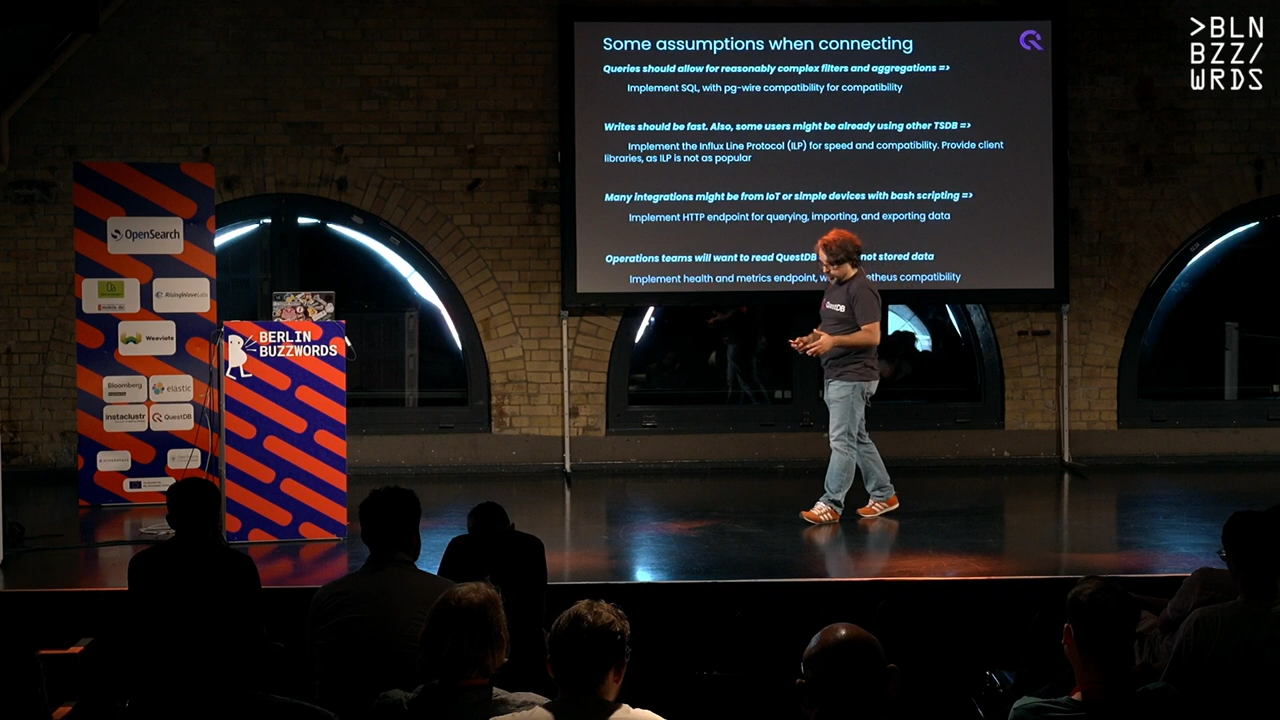 >BLN
BZZ/
WRDS
Some assumptions when connecting
Queries should allow for reasonably complex filters and aggregations =>
Implement SQL, with pg-wire compatibility for compatibility
Writes should be fast. Also, some users might be already using other TSDB =>
Implement the Influx Line Protocol (ILP) for speed and compatibility. Provide client
libraries, as ILP is not as popular
Many integrations might be from IoT or simple devices with bash scripting =>
Implement HTTP endpoint for querying, importing, and exporting data
Operations teams will want to read QuestDB not stored data
Implement health and metrics endpoint, compatibility
QuestDB
OpenSearch
RisingWave Labs
Weaviate
Bloomberg
elastic
instaclustr
QuestDB
BERLIN
BUZZWORDS